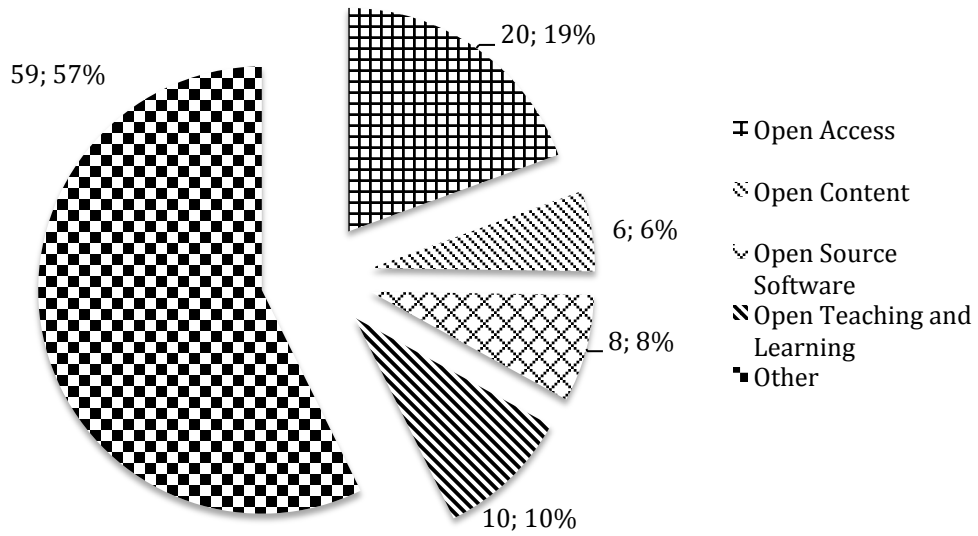 20; 19%
59; 57%
6; 6%
8; 8%
10; 10%
Open Access
Open Content
Open Source
Software
Open Teaching and
Learning
Other